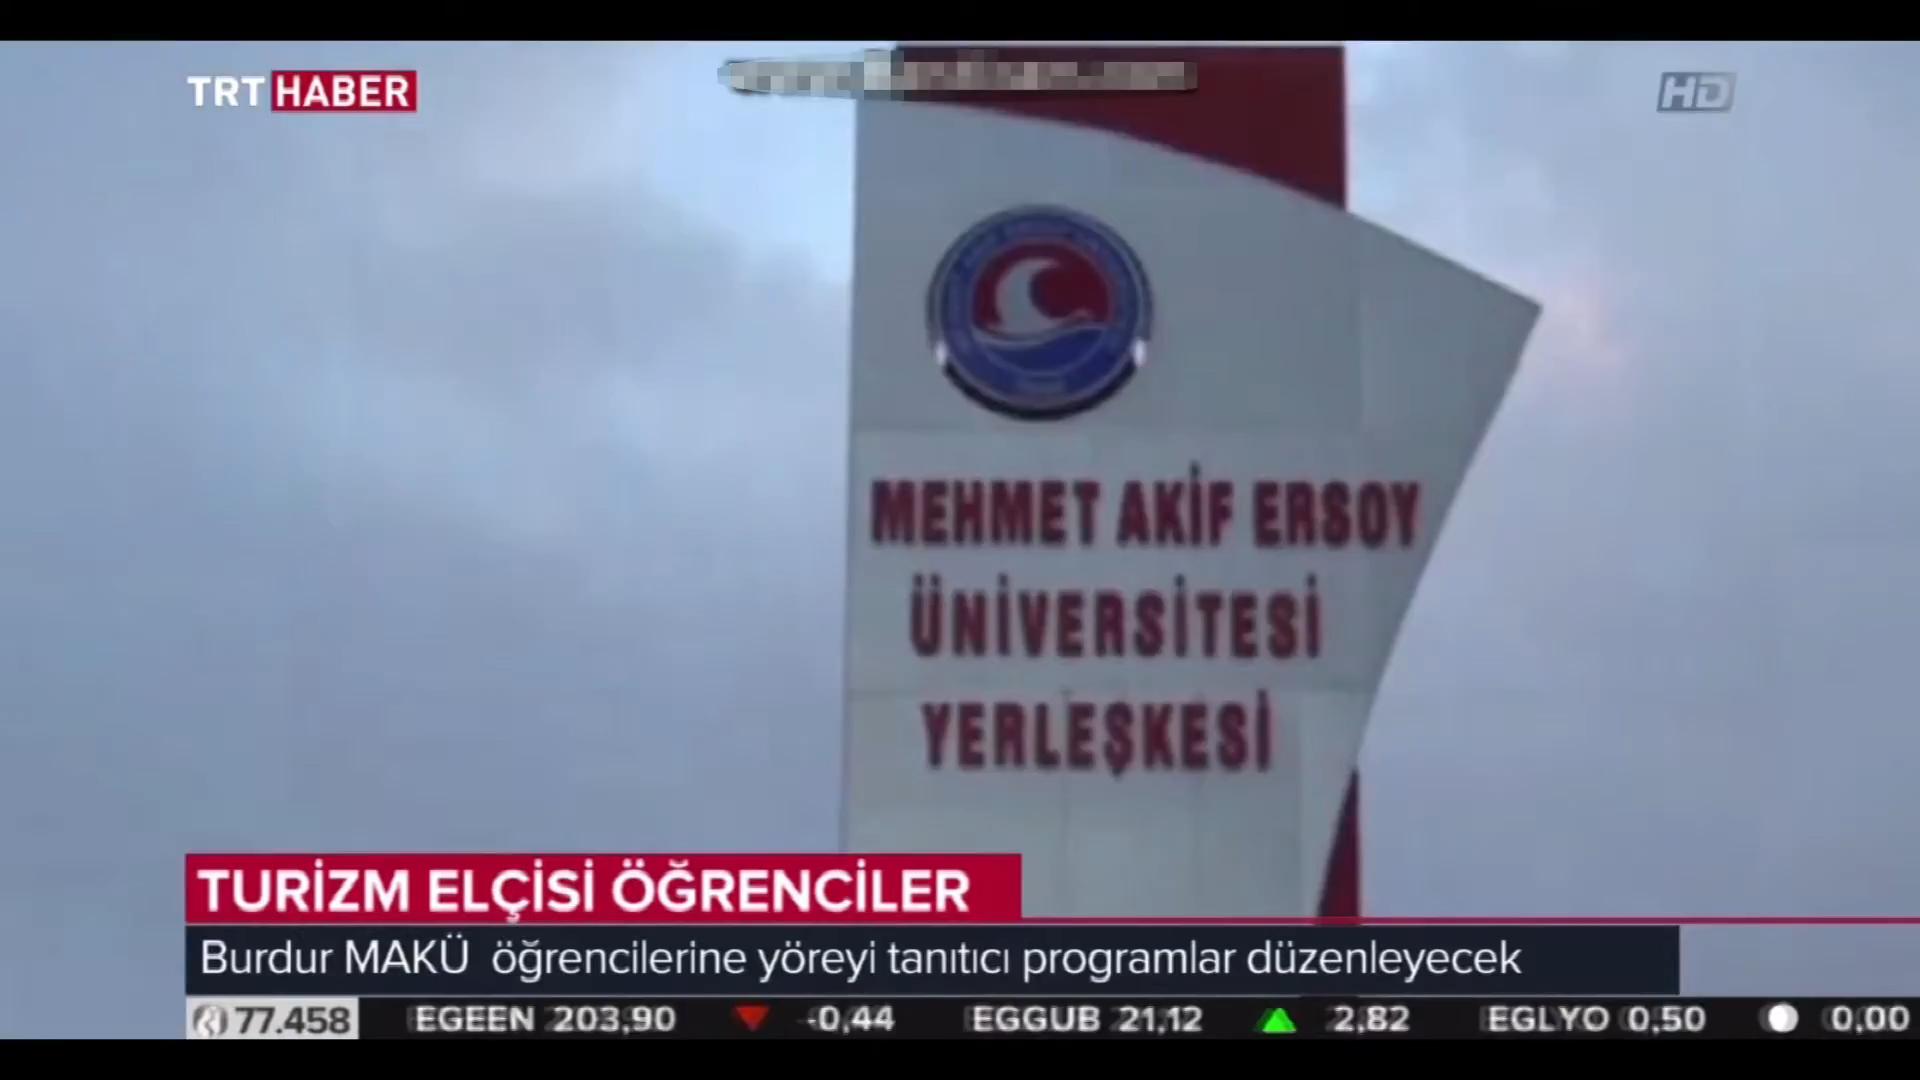 TRT HABER
HD
MEHMET AKİF ERSOY
ÜNİVERSİTESİ
YERLEŞKESİ
TURİZM ELÇİSİ ÖĞRENCİLER
Burdur MAKÜ öğrencilerine yöreyi tanıtıcı programlar düzenleyecek
77.458 EGEEN 203,90 -0,44 EGGUB 21,12 2,82 EGLYO 0,50 0,00